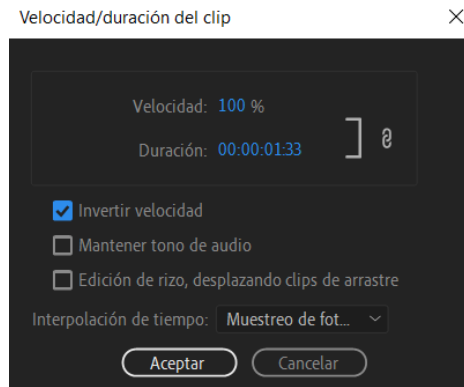 Velocidad/duración del clip
Velocidad: 100 %
Duración: 00:00:01:33
Invertir velocidad
Mantener tono de audio
Edición de rizo, desplazando clips de arrastre
Interpolación de tiempo: Muestreo de fot...
Aceptar Cancelar